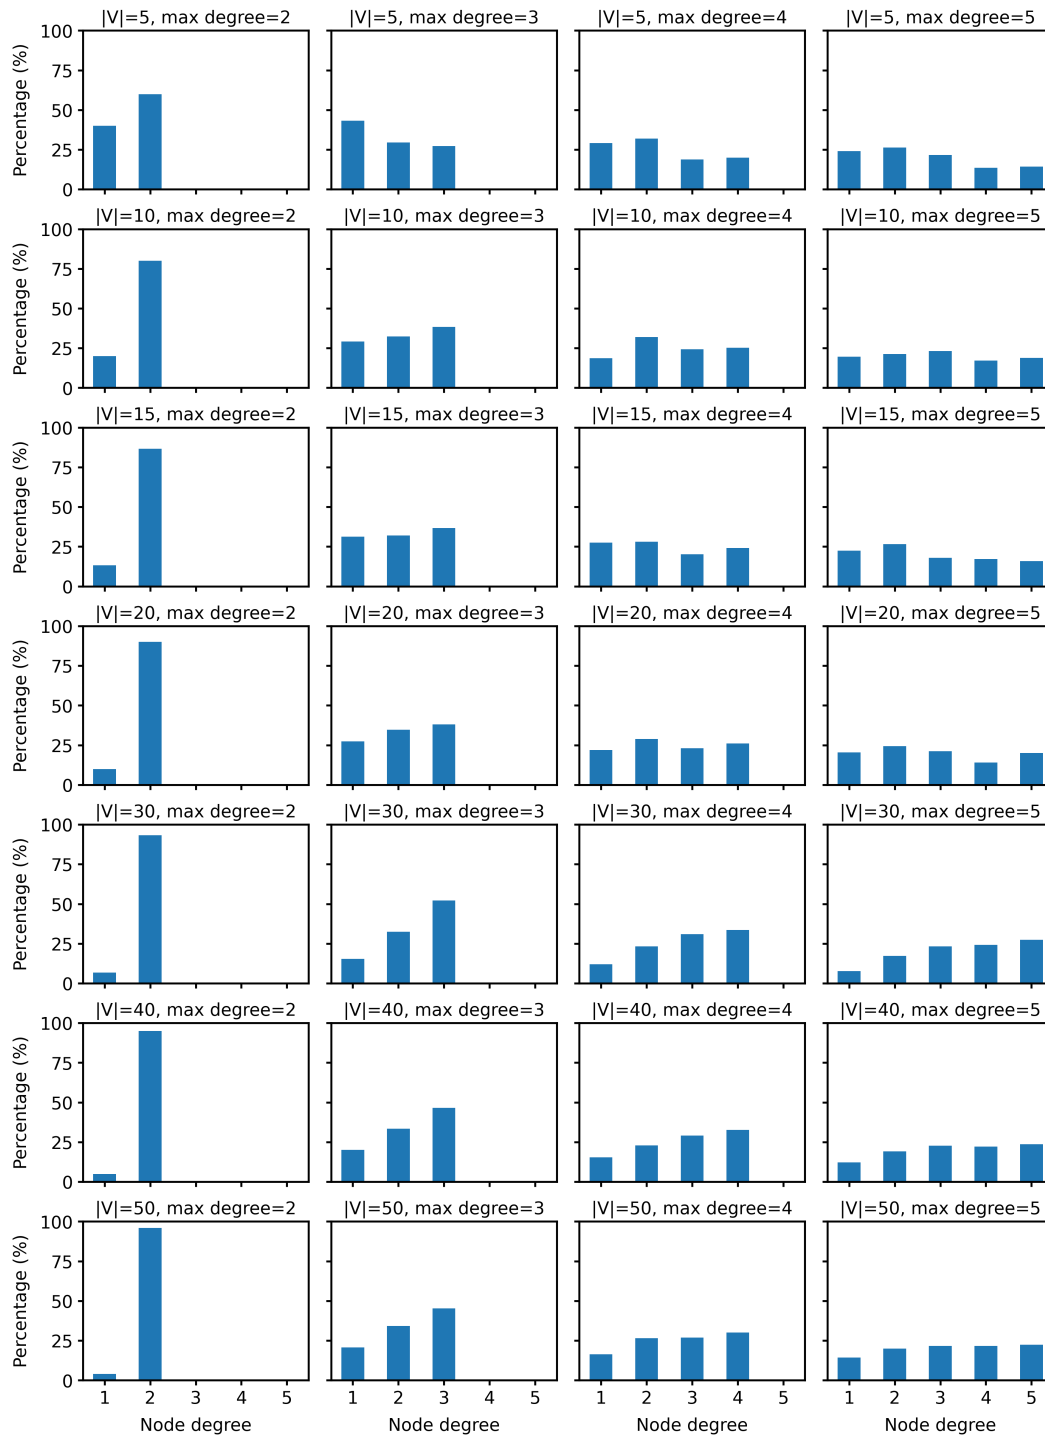 |V|=5, max degree=2
|V|=5, max degree=3
|V|=5, max degree=4
|V|=5, max degree=5
Percentage (%)
100
75
50
25
0
|V|=10, max degree=2
|V|=10, max degree=3
|V|=10, max degree=4
|V|=10, max degree=5
Percentage (%)
100
75
50
25
0
|V|=15, max degree=2
|V|=15, max degree=3
|V|=15, max degree=4
|V|=15, max degree=5
Percentage (%)
100
75
50
25
0
|V|=20, max degree=2
|V|=20, max degree=3
|V|=20, max degree=4
|V|=20, max degree=5
Percentage (%)
100
75
50
25
0
|V|=30, max degree=2
|V|=30, max degree=3
|V|=30, max degree=4
|V|=30, max degree=5
Percentage (%)
100
75
50
25
0
|V|=40, max degree=2
|V|=40, max degree=3
|V|=40, max degree=4
|V|=40, max degree=5
Percentage (%)
100
75
50
25
0
|V|=50, max degree=2
|V|=50, max degree=3
|V|=50, max degree=4
|V|=50, max degree=5
Percentage (%)
100
75
50
25
0
1 2 3 4 5
1 2 3 4 5
1 2 3 4 5
1 2 3 4 5
Node degree
Node degree
Node degree
Node degree